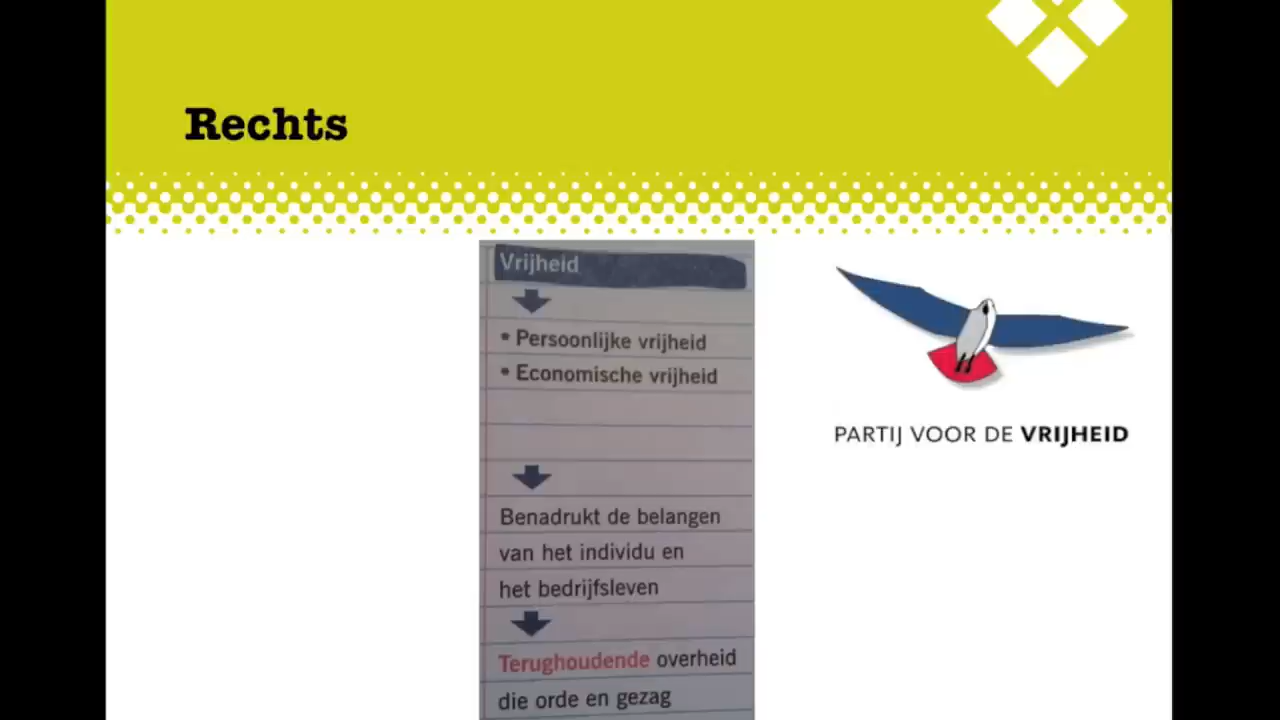 Rechts
Vrijheid
• Persoonlijke vrijheid
• Economische vrijheid
Benadrukt de belangen
van het individu en
het bedrijfsleven
Terughoudende overheid
die orde en gezag
PARTIJ VOOR DE VRIJHEID